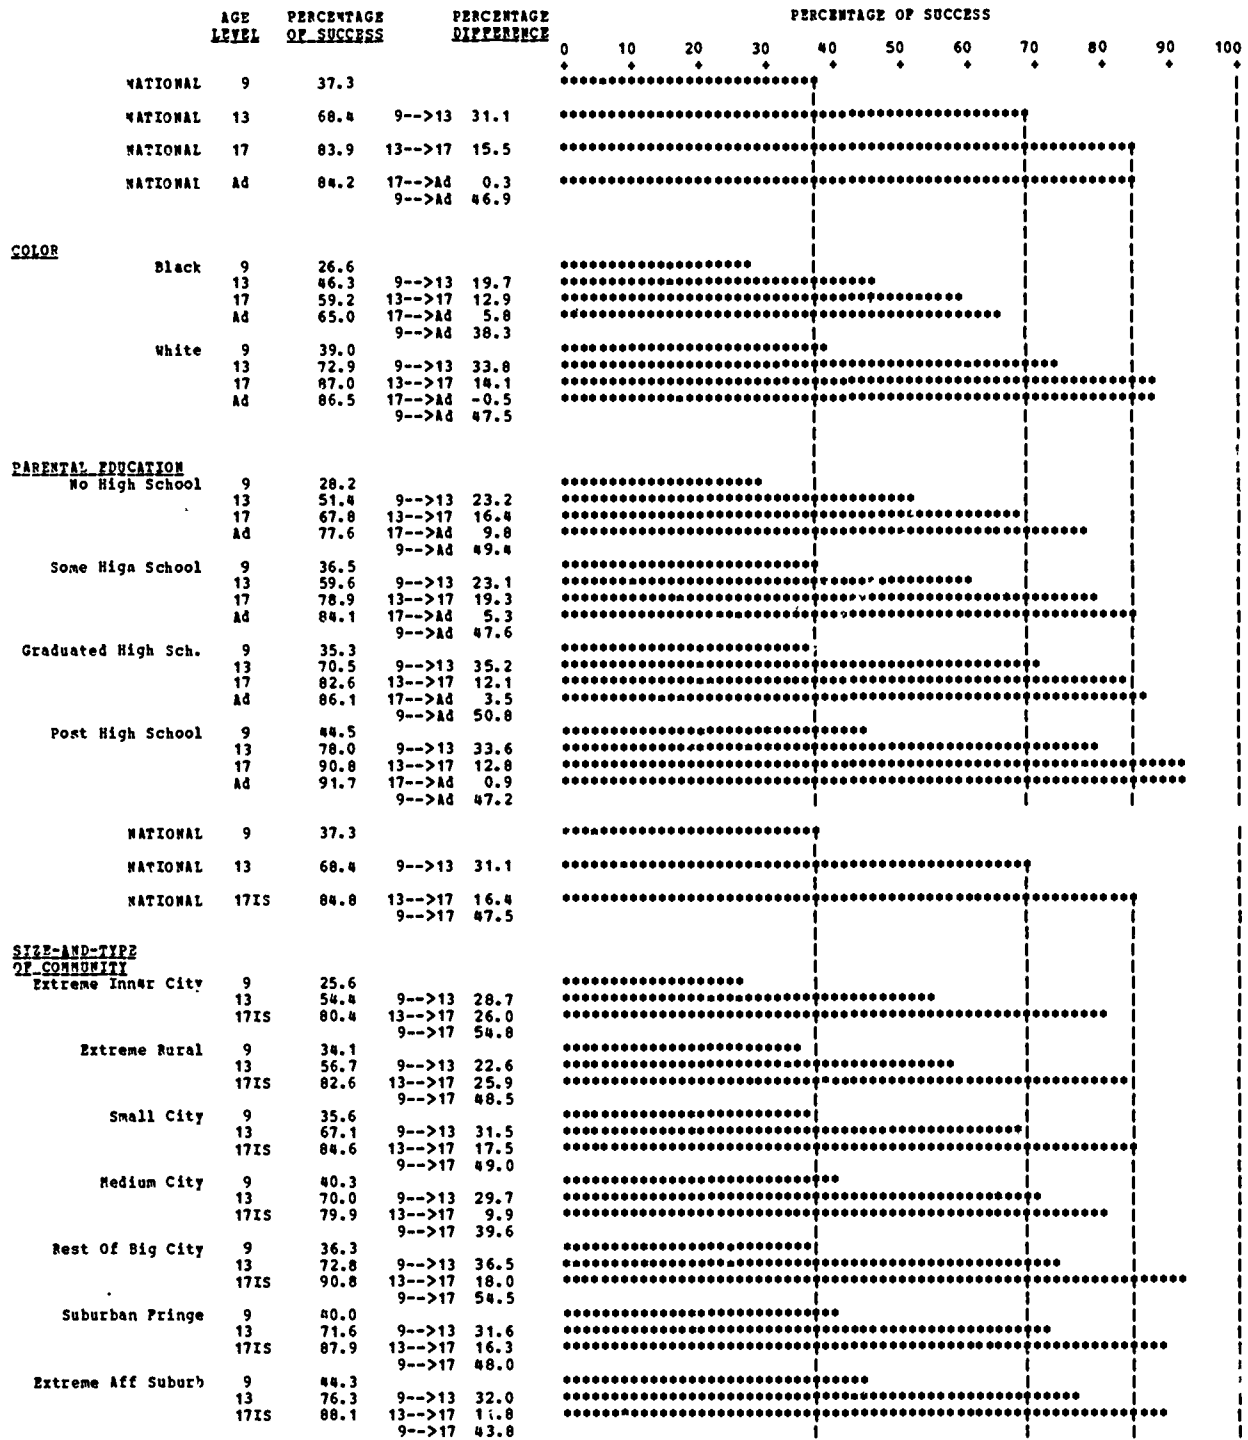 AGE PERCENTAGE PERCENTAGE PERCENTAGE OF SUCCESS
LEVEL OF SUCCESS DIFFERENCE
0 10 20 30 40 50 60 70 80 90 100
NATIONAL 9 37.3
NATIONAL 13 68.4 9-->13 31.1
NATIONAL 17 83.9 13-->17 15.5
NATIONAL Ad 84.2 17-->Ad 0.3
9-->Ad 46.9
COLOR
Black 9 26.6
13 46.3 9-->13 19.7
17 59.2 13-->17 12.9
Ad 65.0 17-->Ad 5.8
9-->Ad 38.3
White 9 39.0
13 72.9 9-->13 33.8
17 87.0 13-->17 14.1
Ad 86.5 17-->Ad -0.5
9-->Ad 47.5
PARENTAL EDUCATION
No High School 9 28.2
13 51.4 9-->13 23.2
17 67.8 13-->17 16.4
Ad 77.6 17-->Ad 9.8
9-->Ad 49.4
Some High School 9 36.5
13 59.6 9-->13 23.1
17 78.9 13-->17 19.3
Ad 84.1 17-->Ad 5.3
9-->Ad 47.6
Graduated High Sch. 9 35.3
13 70.5 9-->13 35.2
17 82.6 13-->17 12.1
Ad 86.1 17-->Ad 3.5
9-->Ad 50.8
Post High School 9 44.5
13 78.0 9-->13 33.6
17 90.8 13-->17 12.8
Ad 91.7 17-->Ad 0.9
9-->Ad 47.2
NATIONAL 9 37.3
NATIONAL 13 68.4 9-->13 31.1
NATIONAL 17IS 84.8 13-->17 16.4
9-->17 47.5
SIZE-AND-TYPE
OF COMMUNITY
Extreme Inner City 9 25.6
13 54.4 9-->13 28.7
17IS 80.4 13-->17 26.0
9-->17 54.8
Extreme Rural 9 34.1
13 56.7 9-->13 22.6
17IS 82.6 13-->17 25.9
9-->17 48.5
Small City 9 35.6
13 67.1 9-->13 31.5
17IS 84.6 13-->17 17.5
9-->17 49.0
Medium City 9 40.3
13 70.0 9-->13 29.7
17IS 79.9 13-->17 9.9
9-->17 39.6
Rest Of Big City 9 36.3
13 72.8 9-->13 36.5
17IS 90.8 13-->17 18.0
9-->17 54.5
Suburban Fringe 9 40.0
13 71.6 9-->13 31.6
17IS 87.9 13-->17 16.3
9-->17 48.0
Extreme Aff Suburb 9 44.3
13 76.3 9-->13 32.0
17IS 88.1 13-->17 11.8
9-->17 43.8